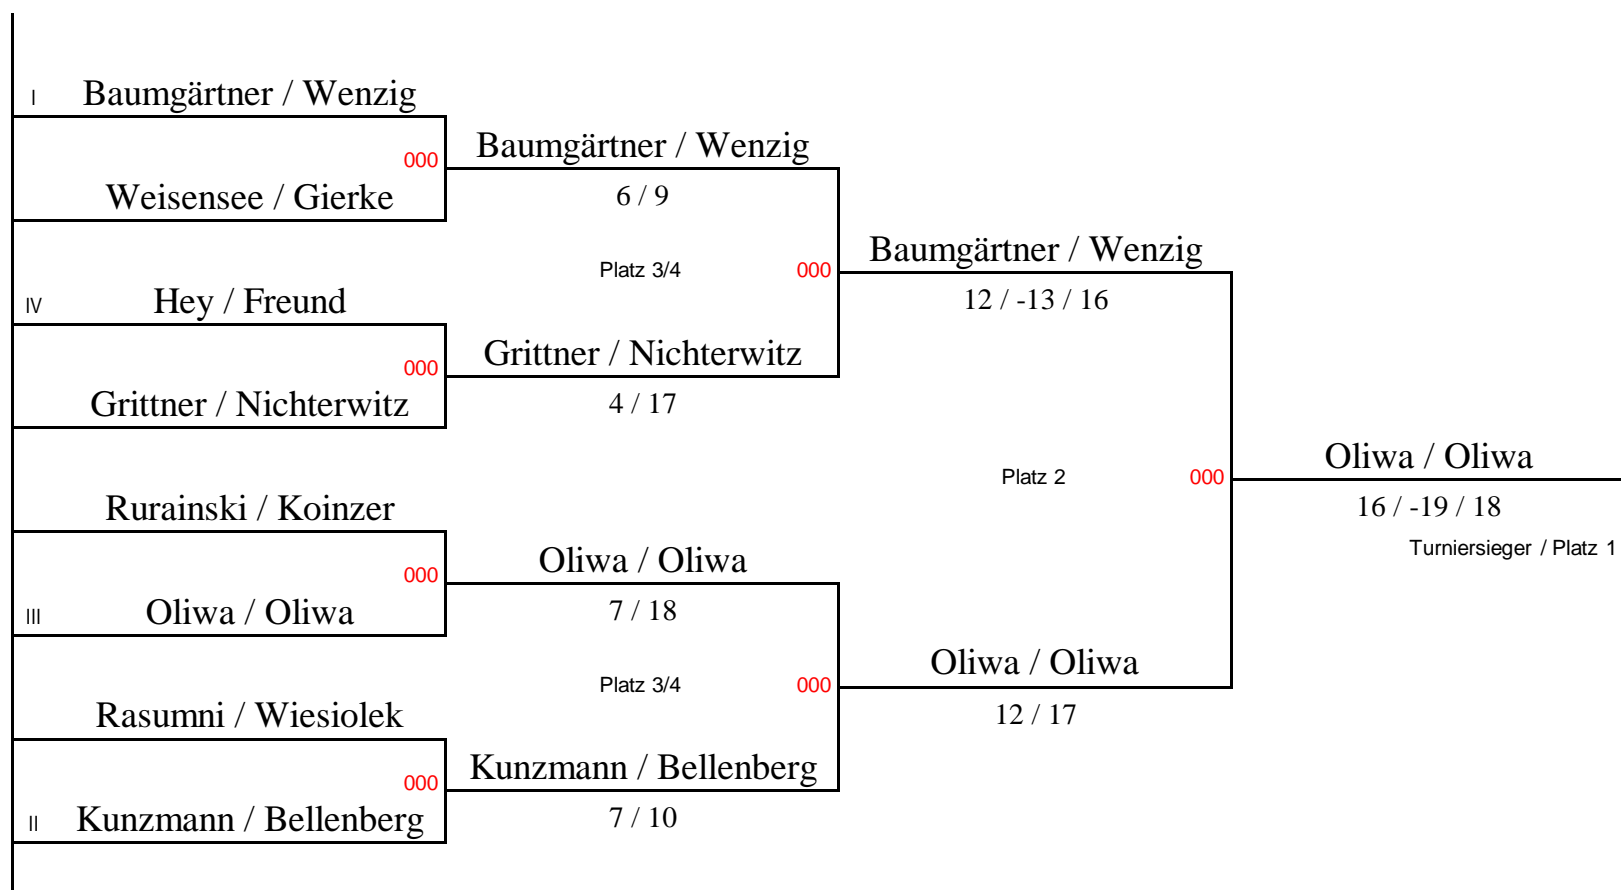 I Baumgärtner / Wenzig
000 Baumgärtner / Wenzig
Weisensee / Gierke 6 / 9
Platz 3/4 000 Baumgärtner / Wenzig
IV Hey / Freund 12 / -13 / 16
000 Grittner / Nichterwitz
Grittner / Nichterwitz 4 / 17
Platz 2 000 Oliwa / Oliwa
Rurainski / Koinzer 16 / -19 / 18
Turniersieger / Platz 1
000 Oliwa / Oliwa
III Oliwa / Oliwa 7 / 18
Platz 3/4 000 Oliwa / Oliwa
Rasumni / Wiesiolek 12 / 17
000 Kunzmann / Bellenberg
II Kunzmann / Bellenberg 7 / 10